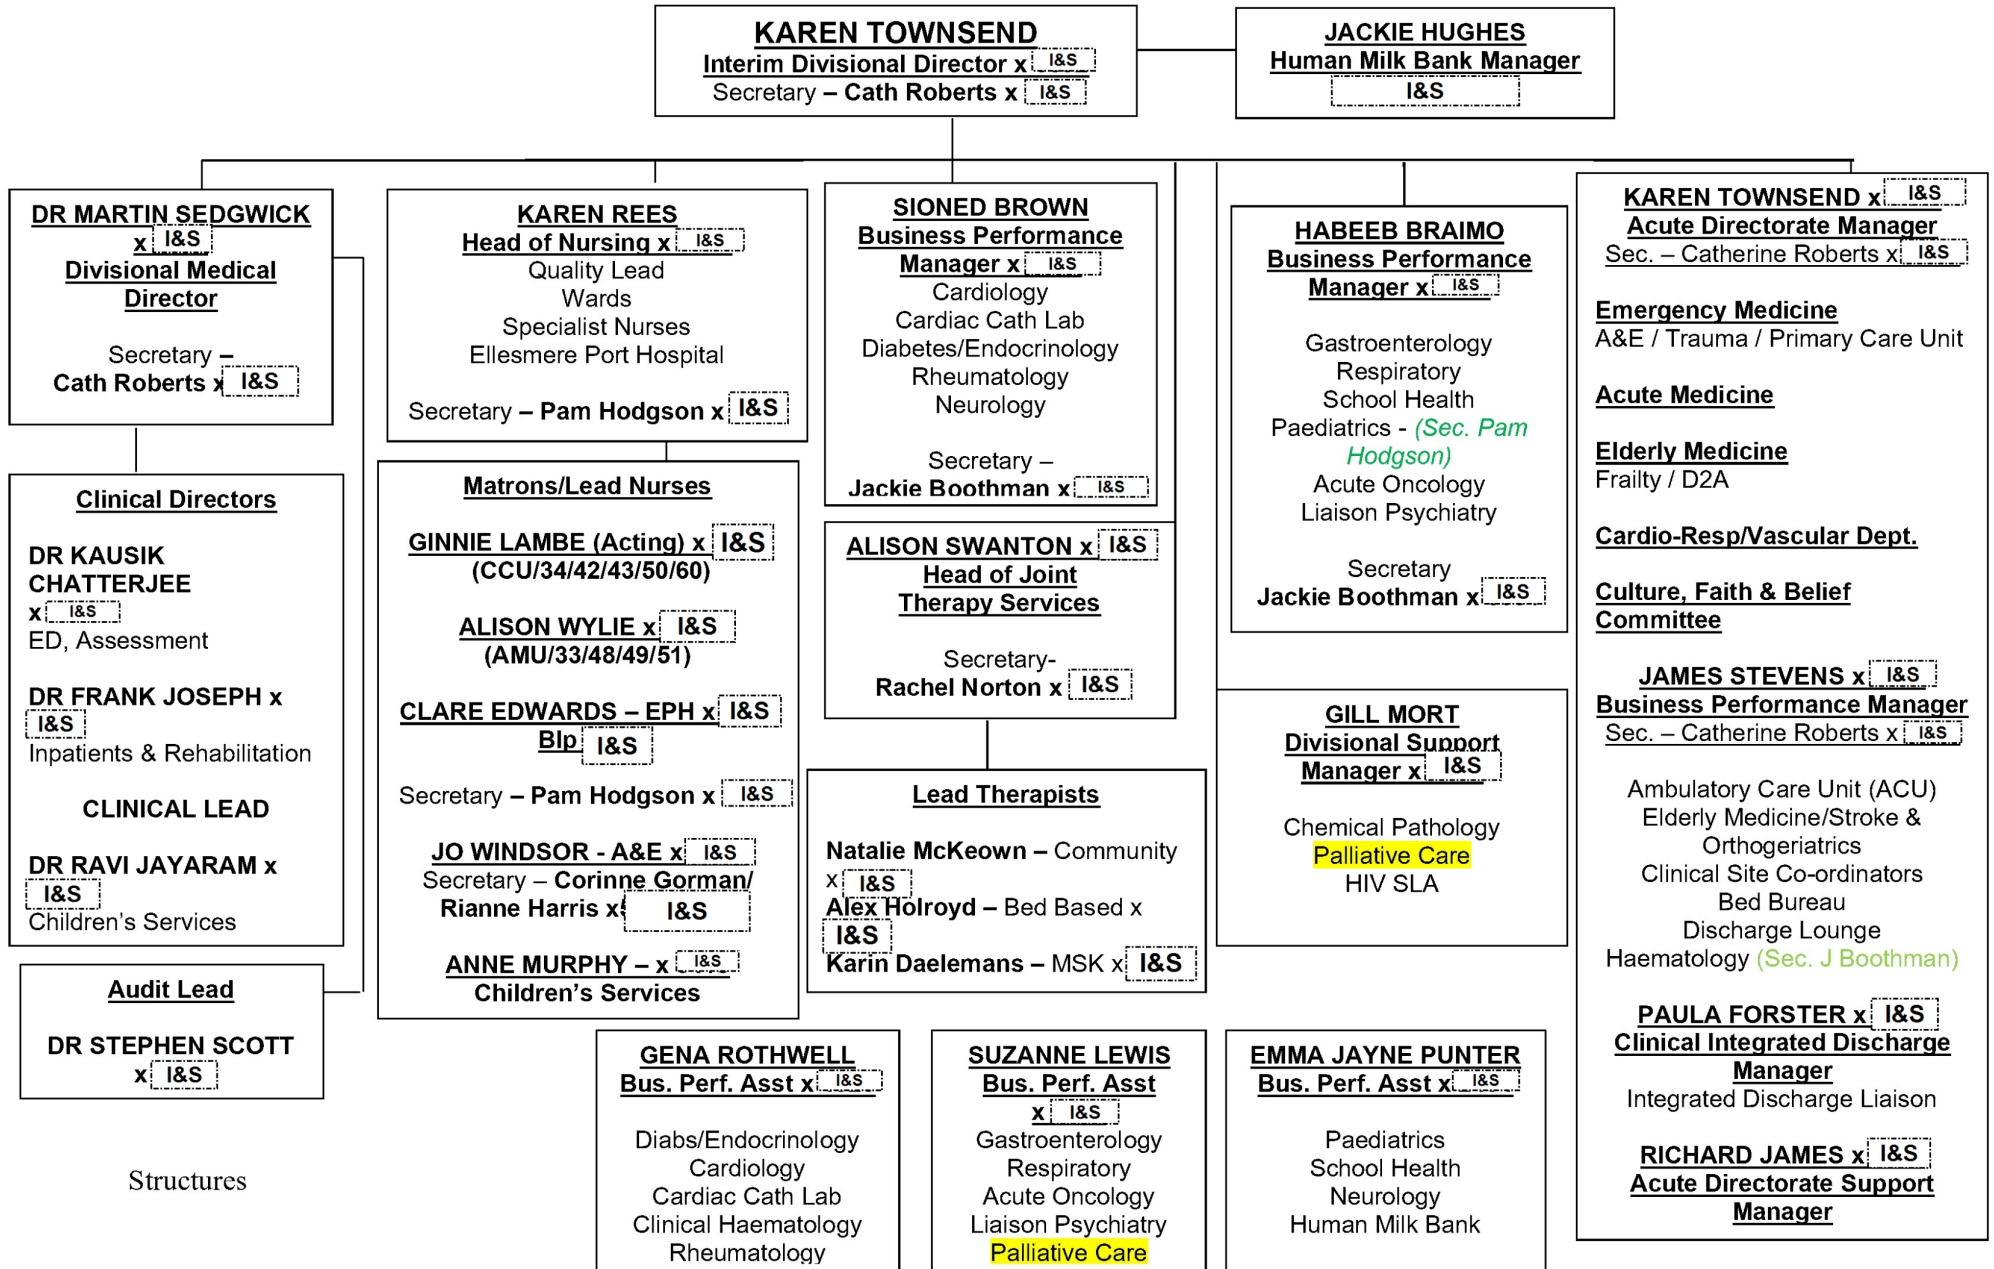 KAREN TOWNSEND
Interim Divisional Director x I&S
Secretary – Cath Roberts x I&S
JACKIE HUGHES
Human Milk Bank Manager
I&S
DR MARTIN SEDGWICK
x I&S
Divisional Medical
Director
Secretary –
Cath Roberts x I&S
Clinical Directors
DR KAUSIK
CHATTERJEE
x I&S
ED, Assessment
DR FRANK JOSEPH x
I&S
Inpatients & Rehabilitation
CLINICAL LEAD
DR RAVI JAYARAM x
I&S
Children's Services
Audit Lead
DR STEPHEN SCOTT
x I&S
Structures
KAREN REES
Head of Nursing x I&S
Quality Lead
Wards
Specialist Nurses
Ellesmere Port Hospital
Secretary – Pam Hodgson x I&S
Matrons/Lead Nurses
GINNIE LAMBE (Acting) x I&S
(CCU/34/42/43/50/60)
ALISON WYLIE x I&S
(AMU/33/48/49/51)
CLARE EDWARDS – EPH x I&S
Blp I&S
Secretary – Pam Hodgson x I&S
JO WINDSOR - A&E x I&S
Secretary – Corinne Gorman/
Rianne Harris x I&S
ANNE MURPHY – x I&S
Children's Services
SIONED BROWN
Business Performance
Manager x I&S
Cardiology
Cardiac Cath Lab
Diabetes/Endocrinology
Rheumatology
Neurology
Secretary –
Jackie Boothman x I&S
ALISON SWANTON x I&S
Head of Joint
Therapy Services
Secretary-
Rachel Norton x I&S
Lead Therapists
Natalie McKeown – Community
x I&S
Alex Holroyd – Bed Based x
I&S
Karin Daelemans – MSK x I&S
HABEEB BRAIMO
Business Performance
Manager x I&S
Gastroenterology
Respiratory
School Health
Paediatrics - (Sec. Pam
Hodgson)
Acute Oncology
Liaison Psychiatry
Secretary
Jackie Boothman x I&S
GILL MORT
Divisional Support
Manager x I&S
Chemical Pathology
Palliative Care
HIV SLA
KAREN TOWNSEND x I&S
Acute Directorate Manager
Sec. – Catherine Roberts x I&S
Emergency Medicine
A&E / Trauma / Primary Care Unit
Acute Medicine
Elderly Medicine
Frailty / D2A
Cardio-Resp/Vascular Dept.
Culture, Faith & Belief
Committee
JAMES STEVENS x I&S
Business Performance Manager
Sec. – Catherine Roberts x I&S
Ambulatory Care Unit (ACU)
Elderly Medicine/Stroke &
Orthogeriatrics
Clinical Site Co-ordinators
Bed Bureau
Discharge Lounge
Haematology (Sec. J Boothman)
PAULA FORSTER x I&S
Clinical Integrated Discharge
Manager
Integrated Discharge Liaison
RICHARD JAMES x I&S
Acute Directorate Support
Manager
GENA ROTHWELL
Bus. Perf. Asst x I&S
Diabs/Endocrinology
Cardiology
Cardiac Cath Lab
Clinical Haematology
Rheumatology
SUZANNE LEWIS
Bus. Perf. Asst
x I&S
Gastroenterology
Respiratory
Acute Oncology
Liaison Psychiatry
Palliative Care
EMMA JAYNE PUNTER
Bus. Perf. Asst x I&S
Paediatrics
School Health
Neurology
Human Milk Bank